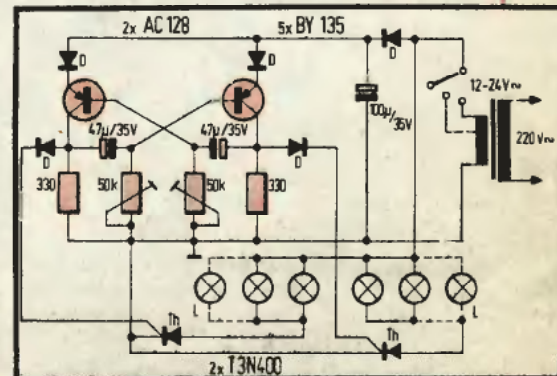 2x AC 128
5x BY 135
D
D
D
12-24V~
100µ/
35V
220V~
47µ/35V
47µ/35V
D
D
330
50k
50k
330
L
L
Th
Th
2x T3N400